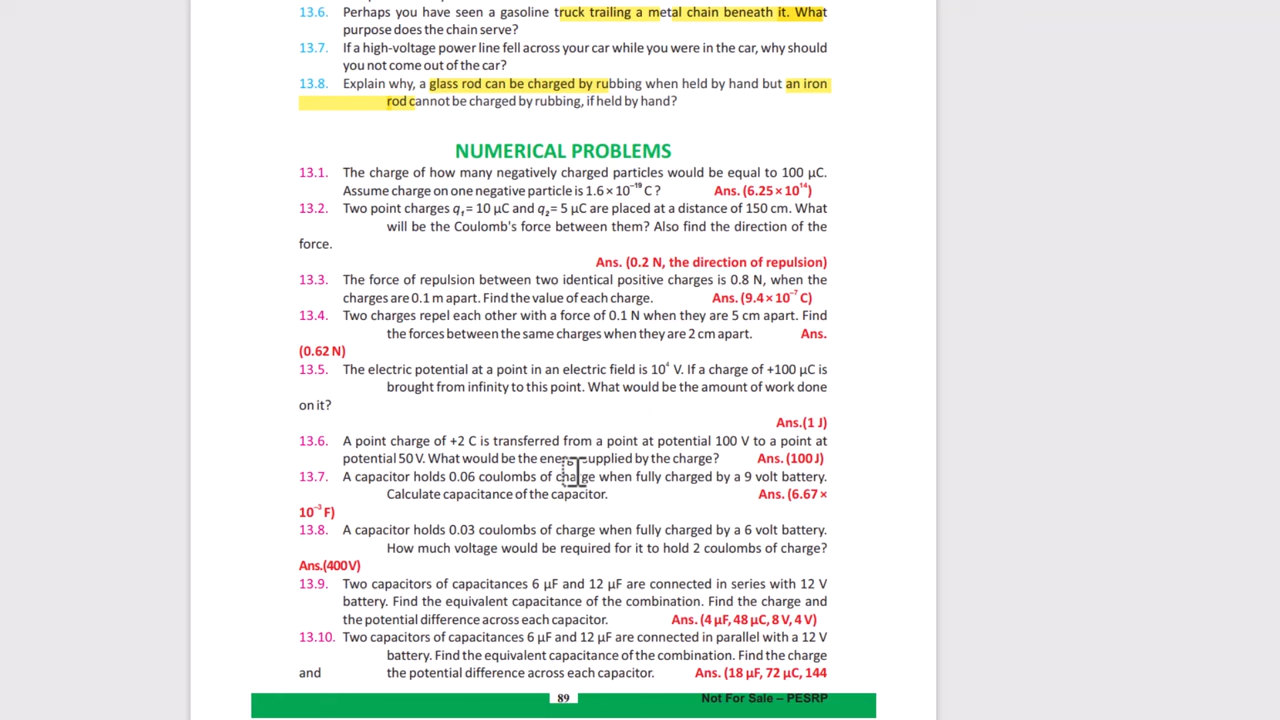 13.6. Perhaps you have seen a gasoline truck trailing a metal chain beneath it. What
purpose does the chain serve?
13.7. If a high-voltage power line fell across your car while you were in the car, why should
you not come out of the car?
13.8. Explain why, a glass rod can be charged by rubbing when held by hand but an iron
rod cannot be charged by rubbing, if held by hand?
NUMERICAL PROBLEMS
13.1. The charge of how many negatively charged particles would be equal to 100 μC.
Assume charge on one negative particle is 1.6 × 10⁻¹⁹ C ? Ans. (6.25 × 10¹⁴)
13.2. Two point charges q₁ = 10 μC and q₂ = 5 μC are placed at a distance of 150 cm. What
will be the Coulomb's force between them? Also find the direction of the
force.
Ans. (0.2 N, the direction of repulsion)
13.3. The force of repulsion between two identical positive charges is 0.8 N, when the
charges are 0.1 m apart. Find the value of each charge. Ans. (9.4 × 10⁻⁷ C)
13.4. Two charges repel each other with a force of 0.1 N when they are 5 cm apart. Find
the forces between the same charges when they are 2 cm apart. Ans.
(0.62 N)
13.5. The electric potential at a point in an electric field is 10⁴ V. If a charge of +100 μC is
brought from infinity to this point. What would be the amount of work done
on it?
Ans.(1 J)
13.6. A point charge of +2 C is transferred from a point at potential 100 V to a point at
potential 50 V. What would be the energy supplied by the charge? Ans. (100 J)
13.7. A capacitor holds 0.06 coulombs of charge when fully charged by a 9 volt battery.
Calculate capacitance of the capacitor. Ans. (6.67 ×
10⁻³ F)
13.8. A capacitor holds 0.03 coulombs of charge when fully charged by a 6 volt battery.
How much voltage would be required for it to hold 2 coulombs of charge?
Ans.(400 V)
13.9. Two capacitors of capacitances 6 μF and 12 μF are connected in series with 12 V
battery. Find the equivalent capacitance of the combination. Find the charge and
the potential difference across each capacitor. Ans. (4 μF, 48 μC, 8 V, 4 V)
13.10. Two capacitors of capacitances 6 μF and 12 μF are connected in parallel with a 12 V
battery. Find the equivalent capacitance of the combination. Find the charge
and the potential difference across each capacitor. Ans. (18 μF, 72 μC, 144
89 Not For Sale – PESRP